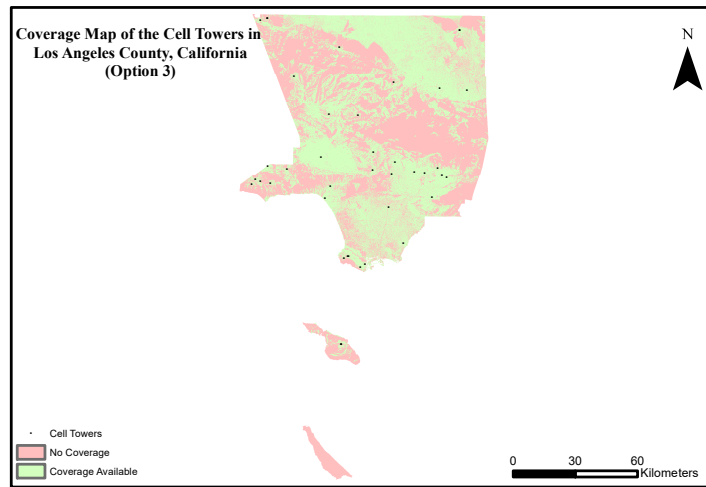 Coverage Map of the Cell Towers in
Los Angeles County, California
(Option 3)
N
Cell Towers
No Coverage
Coverage Available
0 30 60
Kilometers